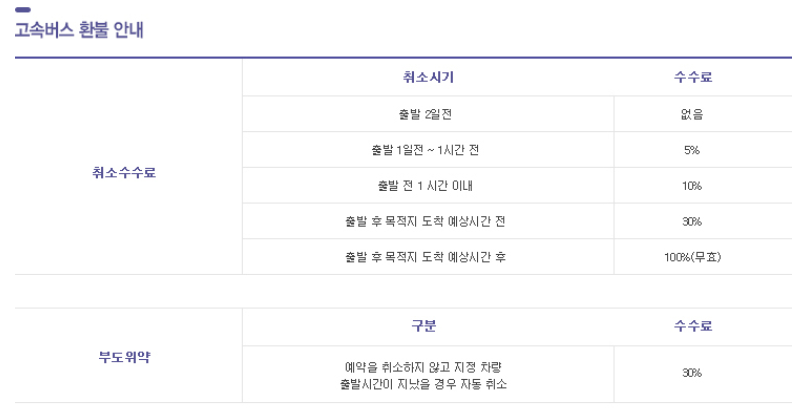 고속버스 환불 안내
취소수수료
취소시기 수수료
출발 2일전 없음
출발 1일전 ~ 1시간 전 5%
출발 전 1 시간 이내 10%
출발 후 목적지 도착 예상시간 전 30%
출발 후 목적지 도착 예상시간 후 100%(무효)
부도위약
구분 수수료
예약을 취소하지 않고 지정 차량
출발시간이 지났을 경우 자동 취소 30%